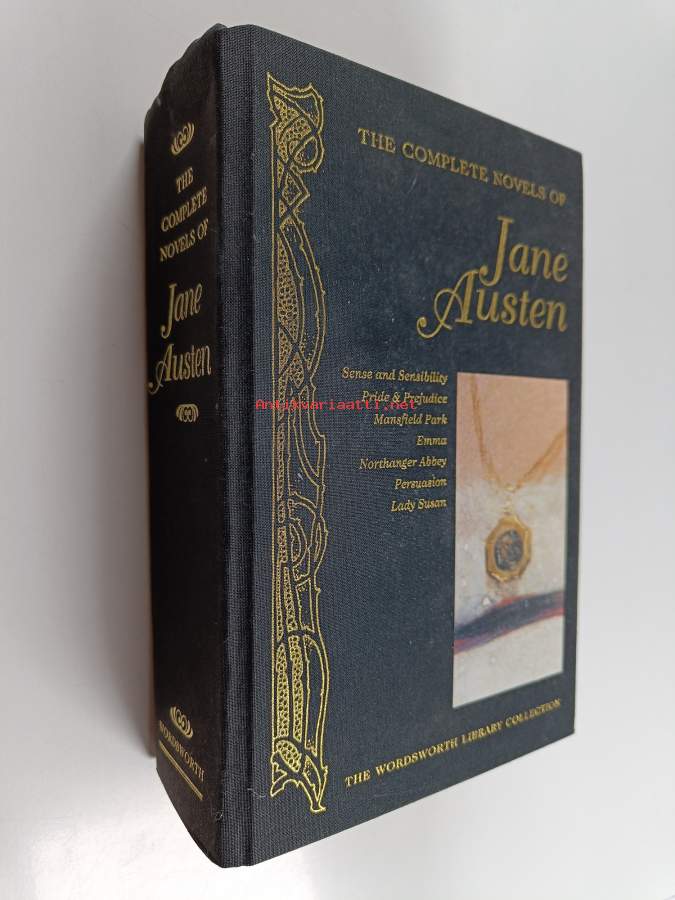 THE
COMPLETE
NOVELS OF
Jane
Austen
WORDSWORTH
THE COMPLETE NOVELS OF
Jane
Austen
Sense and Sensibility
Pride & Prejudice
Mansfield Park
Emma
Northanger Abbey
Persuasion
Lady Susan
THE WORDSWORTH LIBRARY COLLECTION
Antikvariaatti.net